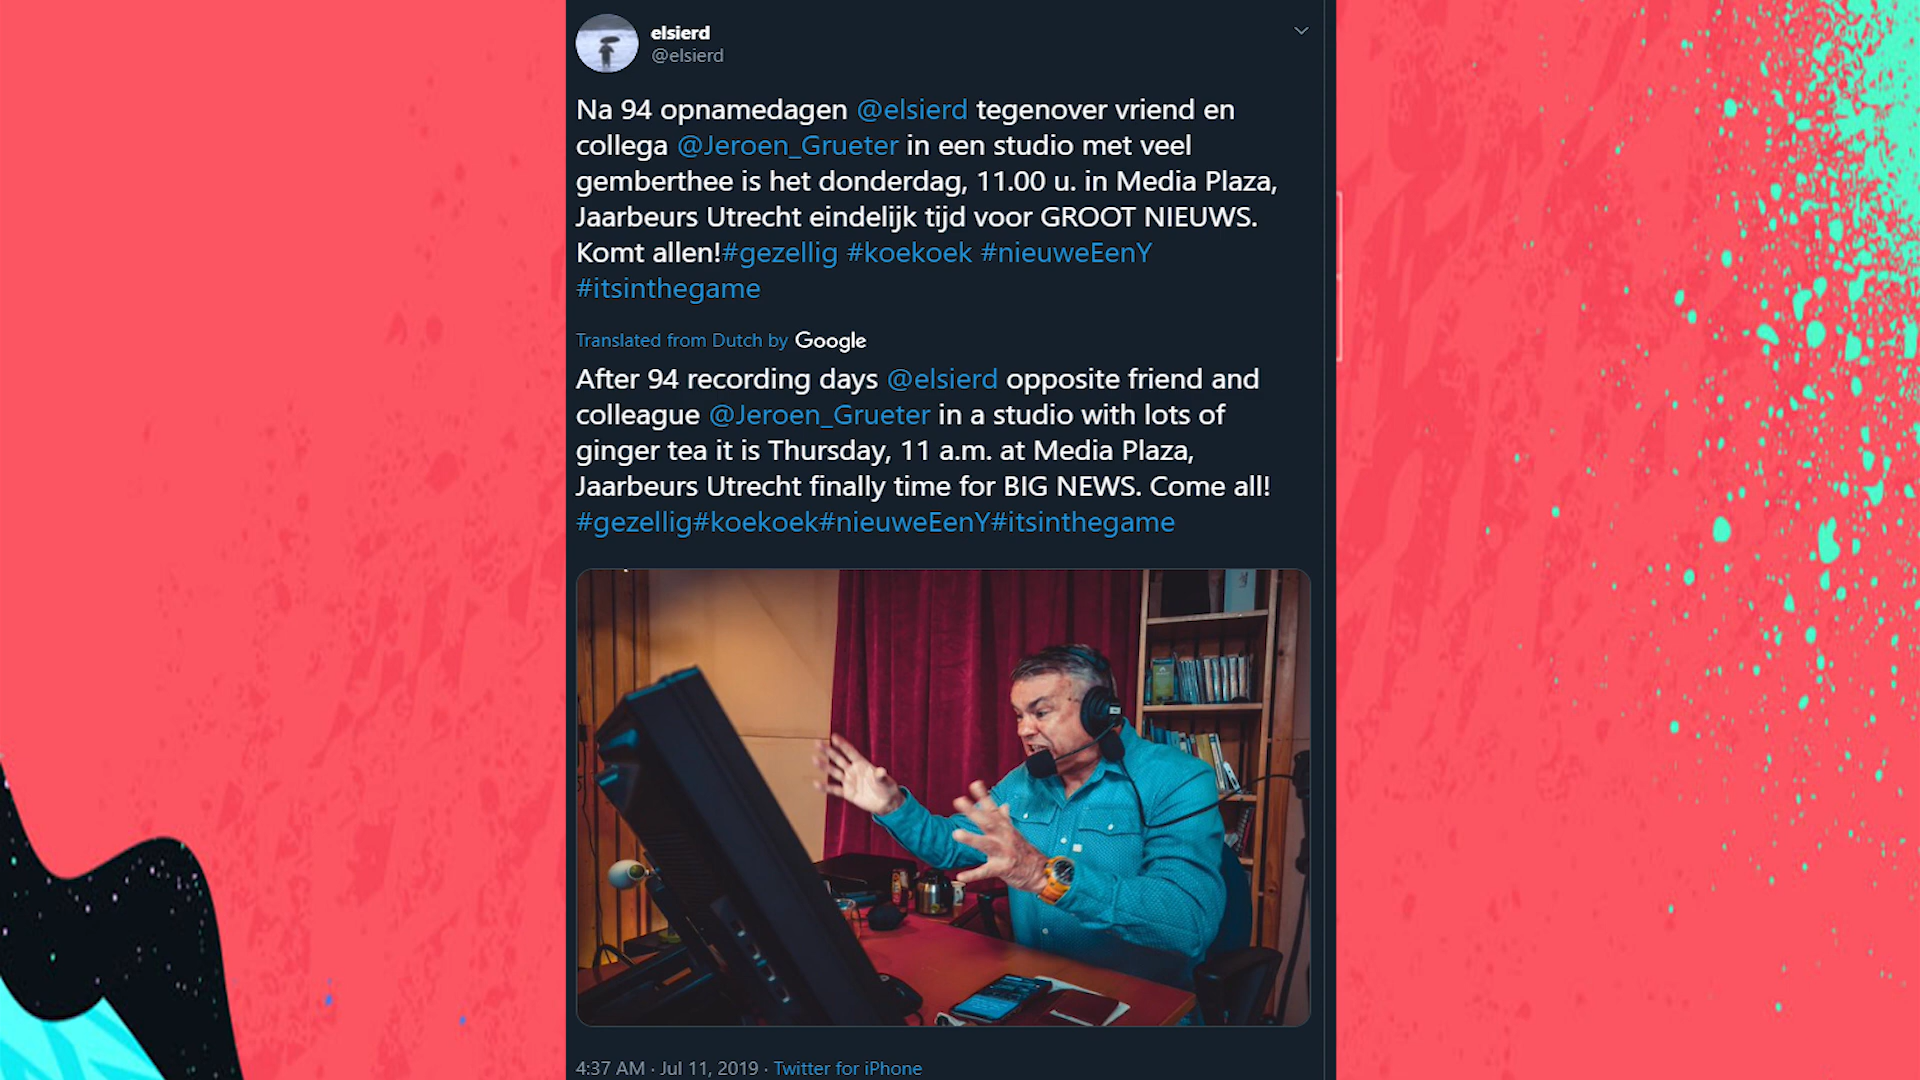 elsierd
@elsierd
Na 94 opnamedagen @elsierd tegenover vriend en
collega @Jeroen_Grueter in een studio met veel
gemberthee is het donderdag, 11.00 u. in Media Plaza,
Jaarbeurs Utrecht eindelijk tijd voor GROOT NIEUWS.
Komt allen!#gezellig #koekoek #nieuweEenY
#itsinthegame
Translated from Dutch by Google
After 94 recording days @elsierd opposite friend and
colleague @Jeroen_Grueter in a studio with lots of
ginger tea it is Thursday, 11 a.m. at Media Plaza,
Jaarbeurs Utrecht finally time for BIG NEWS. Come all!
#gezellig#koekoek#nieuweEenY#itsinthegame
4:37 AM · Jul 11, 2019 · Twitter for iPhone